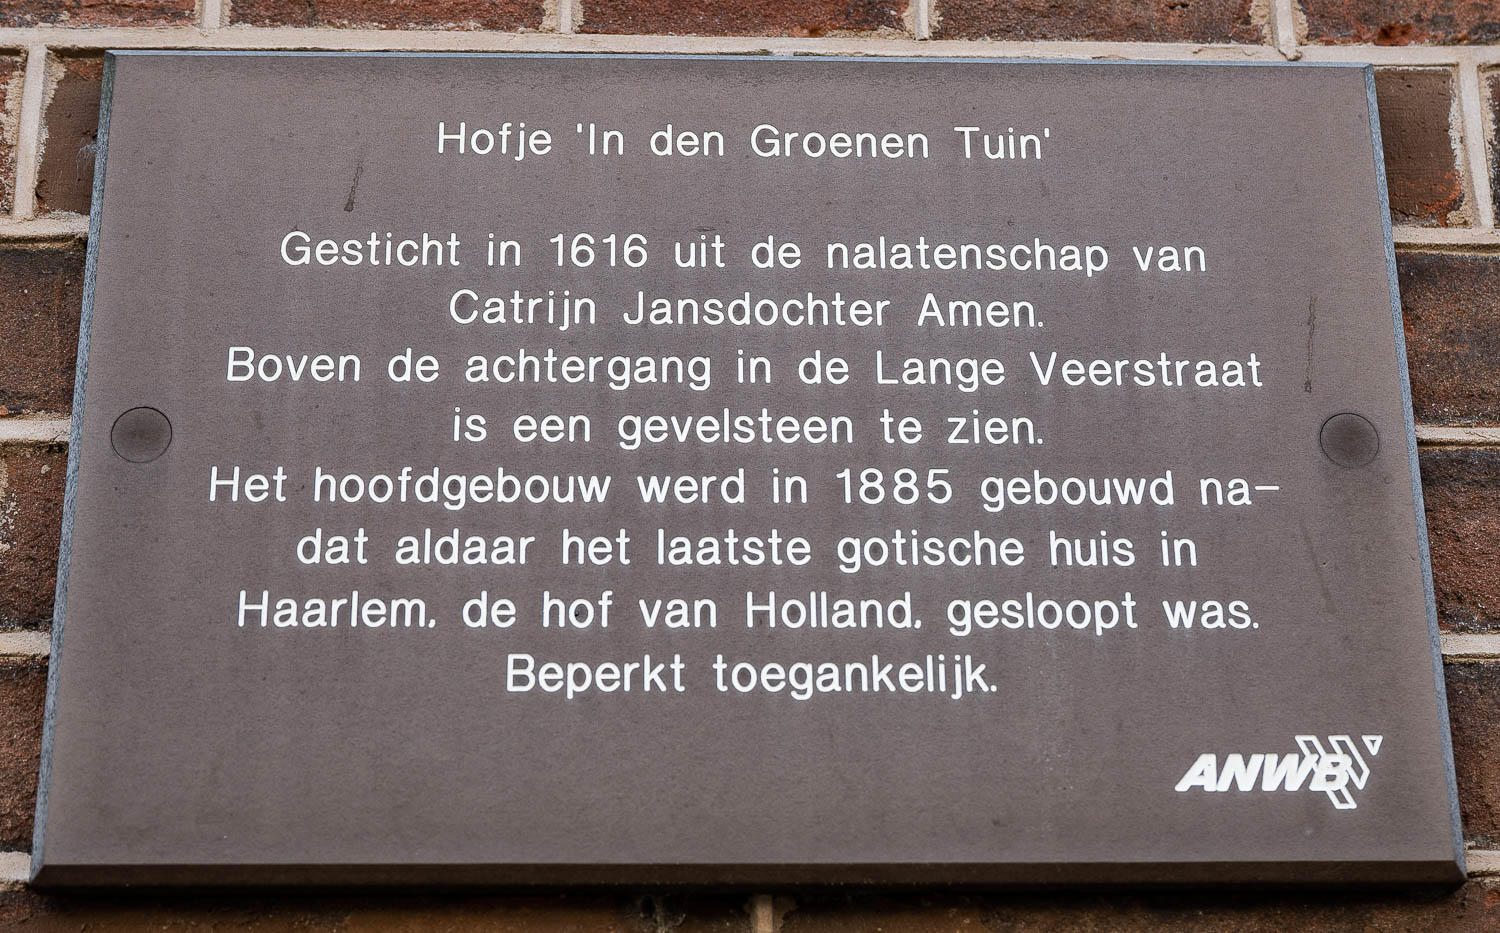 Hofje 'In den Groenen Tuin'
Gesticht in 1616 uit de nalatenschap van
Catrijn Jansdochter Amen.
Boven de achtergang in de Lange Veerstraat
is een gevelsteen te zien.
Het hoofdgebouw werd in 1885 gebouwd na-
dat aldaar het laatste gotische huis in
Haarlem, de hof van Holland, gesloopt was.
Beperkt toegankelijk.
ANWB